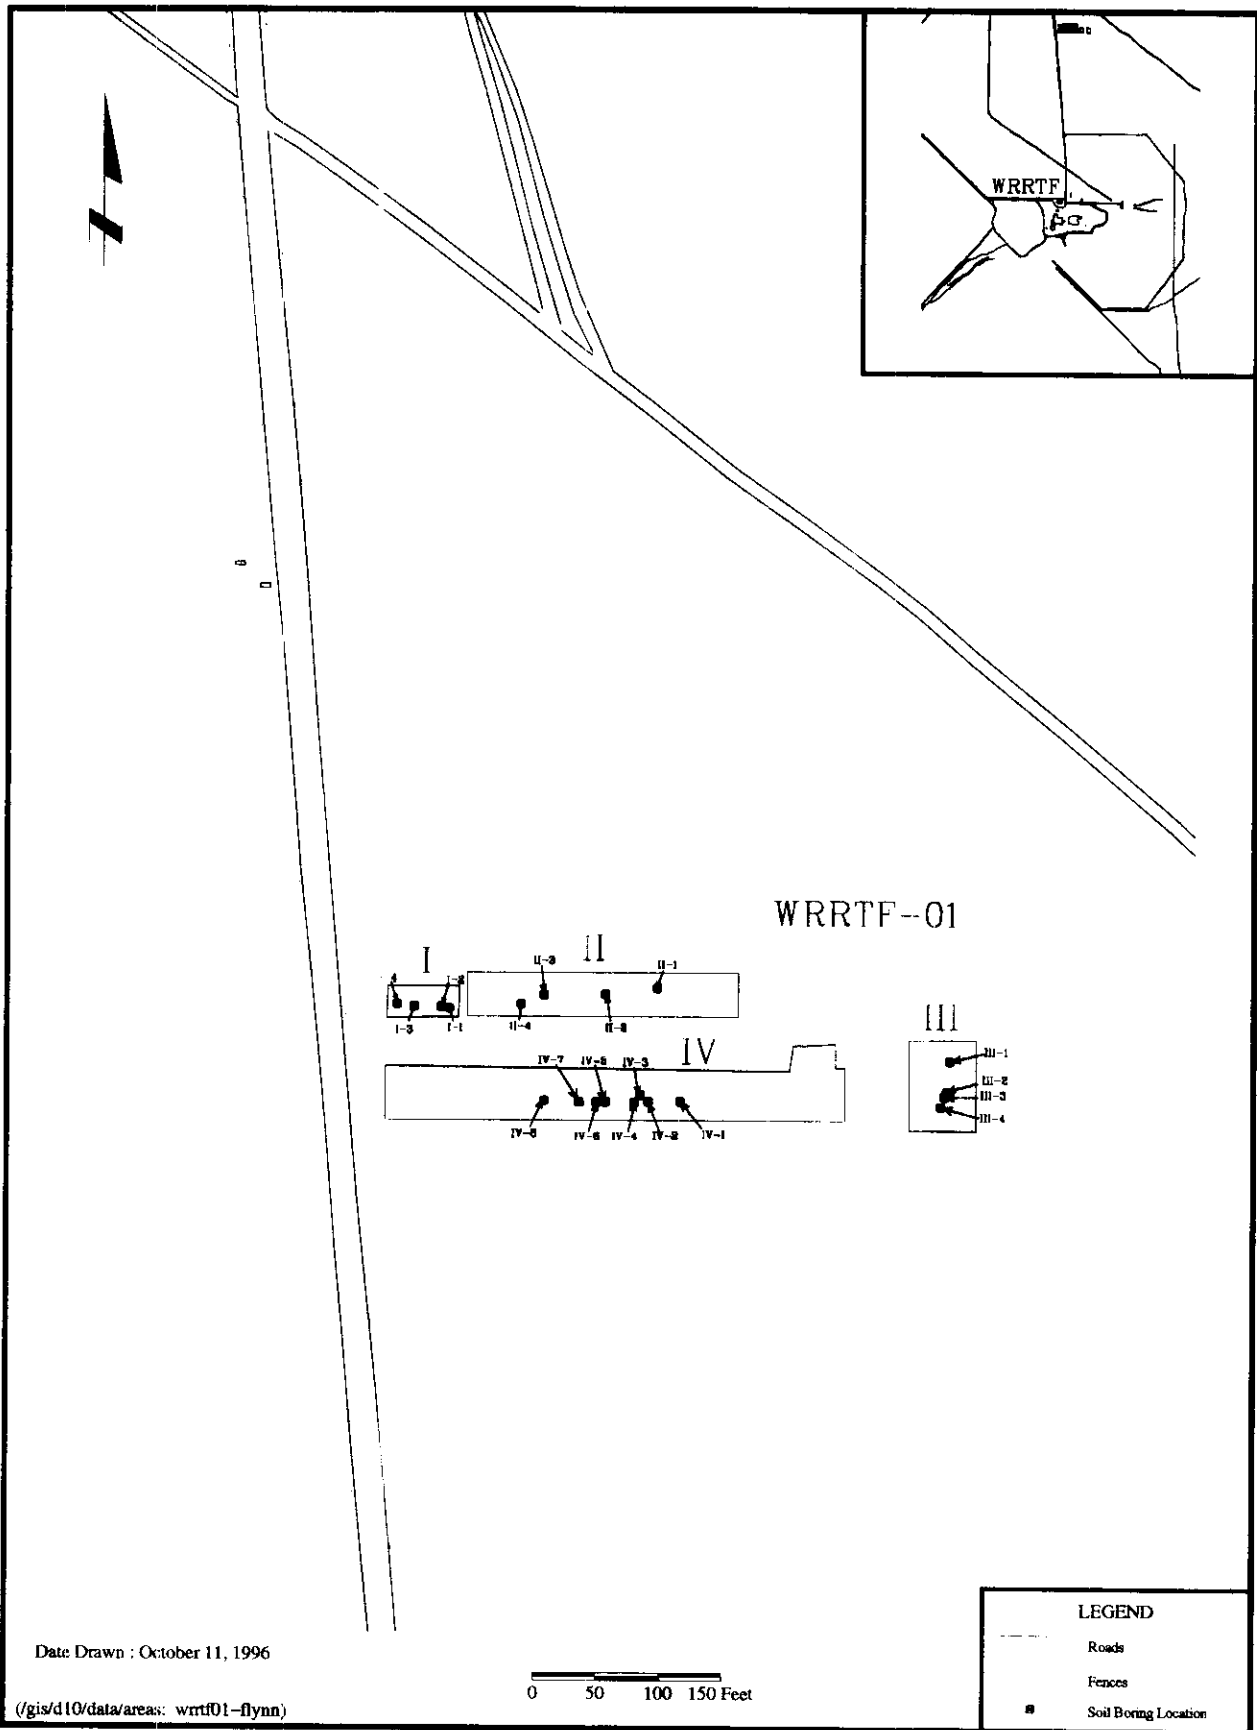 WRRTF
WRRTF-01
I
II
4
I-2
II-3
II-1
I-3
I-1
II-4
II-2
III
IV
III-1
III-2
III-3
III-4
IV-7
IV-5
IV-3
IV-6
IV-4
IV-2
IV-1
LEGEND
Roads
Fences
Soil Boring Location
Date Drawn : October 11, 1996
0 50 100 150 Feet
(/gis/d10/data/areas: wrrtf01-flynn)